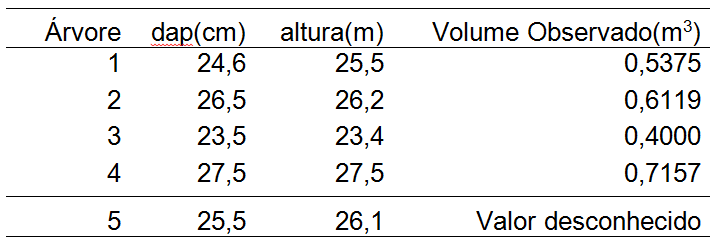 Árvore dap(cm) altura(m) Volume Observado(m³)
1 24,6 25,5 0,5375
2 26,5 26,2 0,6119
3 23,5 23,4 0,4000
4 27,5 27,5 0,7157
5 25,5 26,1 Valor desconhecido